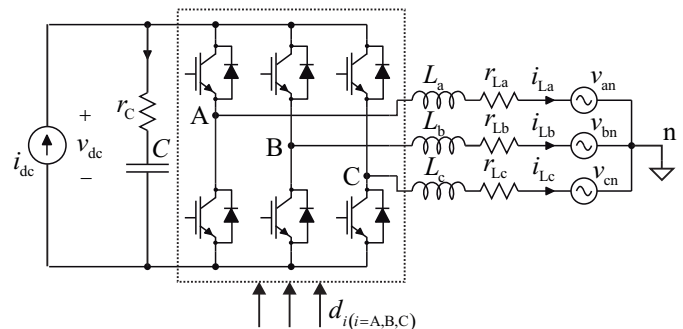 L_a r_La i_La v_an
r_C
+
A
i_dc v_dc C
−
B
L_b r_Lb i_Lb v_bn n
C
L_c r_Lc i_Lc v_cn
d_i(i=A,B,C)